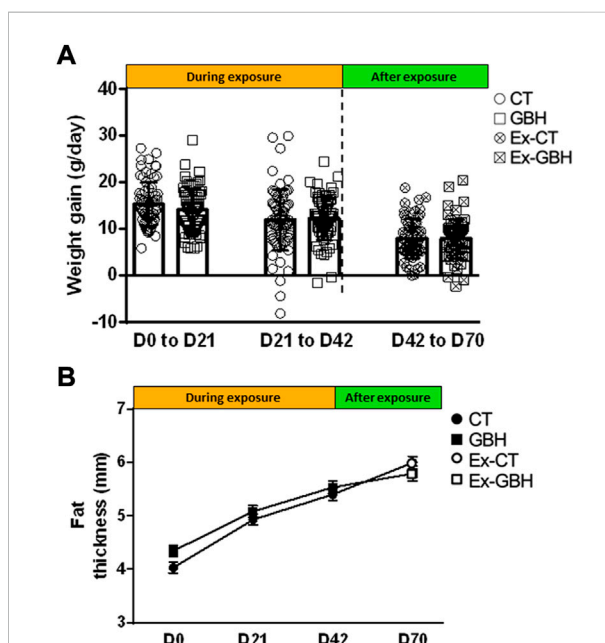 A
During exposure
After exposure
Weight gain (g/day)
40
30
20
10
0
-10
D0 to D21
D21 to D42
D42 to D70
CT
GBH
Ex-CT
Ex-GBH
B
During exposure
After exposure
Fat
thickness (mm)
7
6
5
4
3
D0
D21
D42
D70
CT
GBH
Ex-CT
Ex-GBH